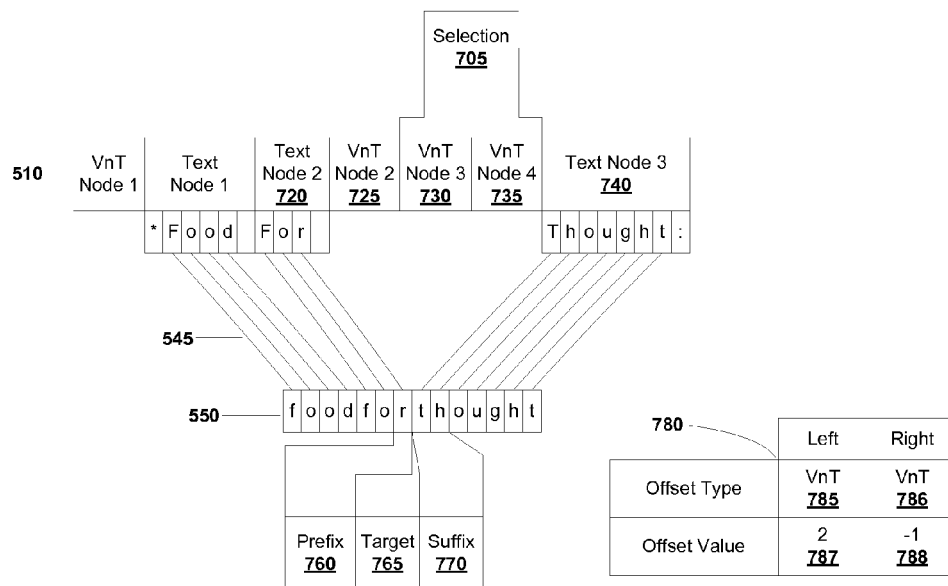 Selection
705
510
VnT
Node 1
Text
Node 1
Text
Node 2
720
VnT
Node 2
725
VnT
Node 3
730
VnT
Node 4
735
Text Node 3
740
* F o o d F o r
T h o u g h t :
545
550
f o o d f o r t h o u g h t
Prefix
760
Target
765
Suffix
770
780
Left Right
Offset Type
VnT VnT
785 786
Offset Value
2 -1
787 788